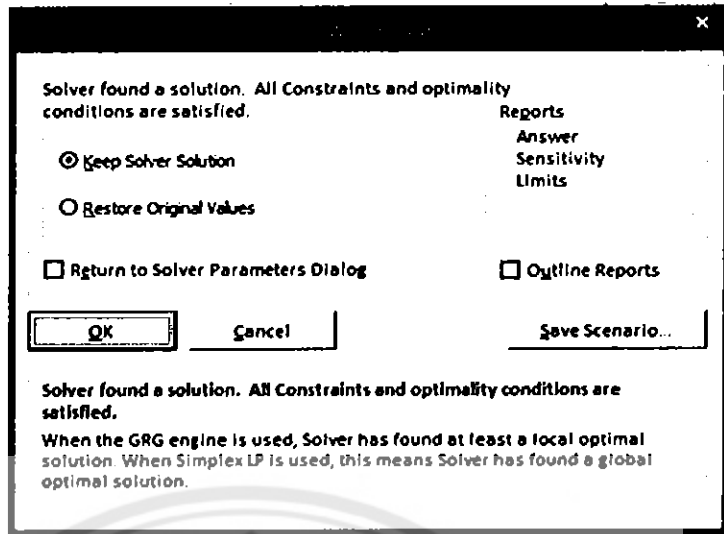 Solver found a solution. All Constraints and optimality
conditions are satisfied.
Reports
Answer
Sensitivity
Limits
Keep Solver Solution
Restore Original Values
Return to Solver Parameters Dialog
Outline Reports
OK
Cancel
Save Scenario...
Solver found a solution. All Constraints and optimality conditions are
satisfied.
When the GRG engine is used, Solver has found at least a local optimal
solution. When Simplex LP is used, this means Solver has found a global
optimal solution.